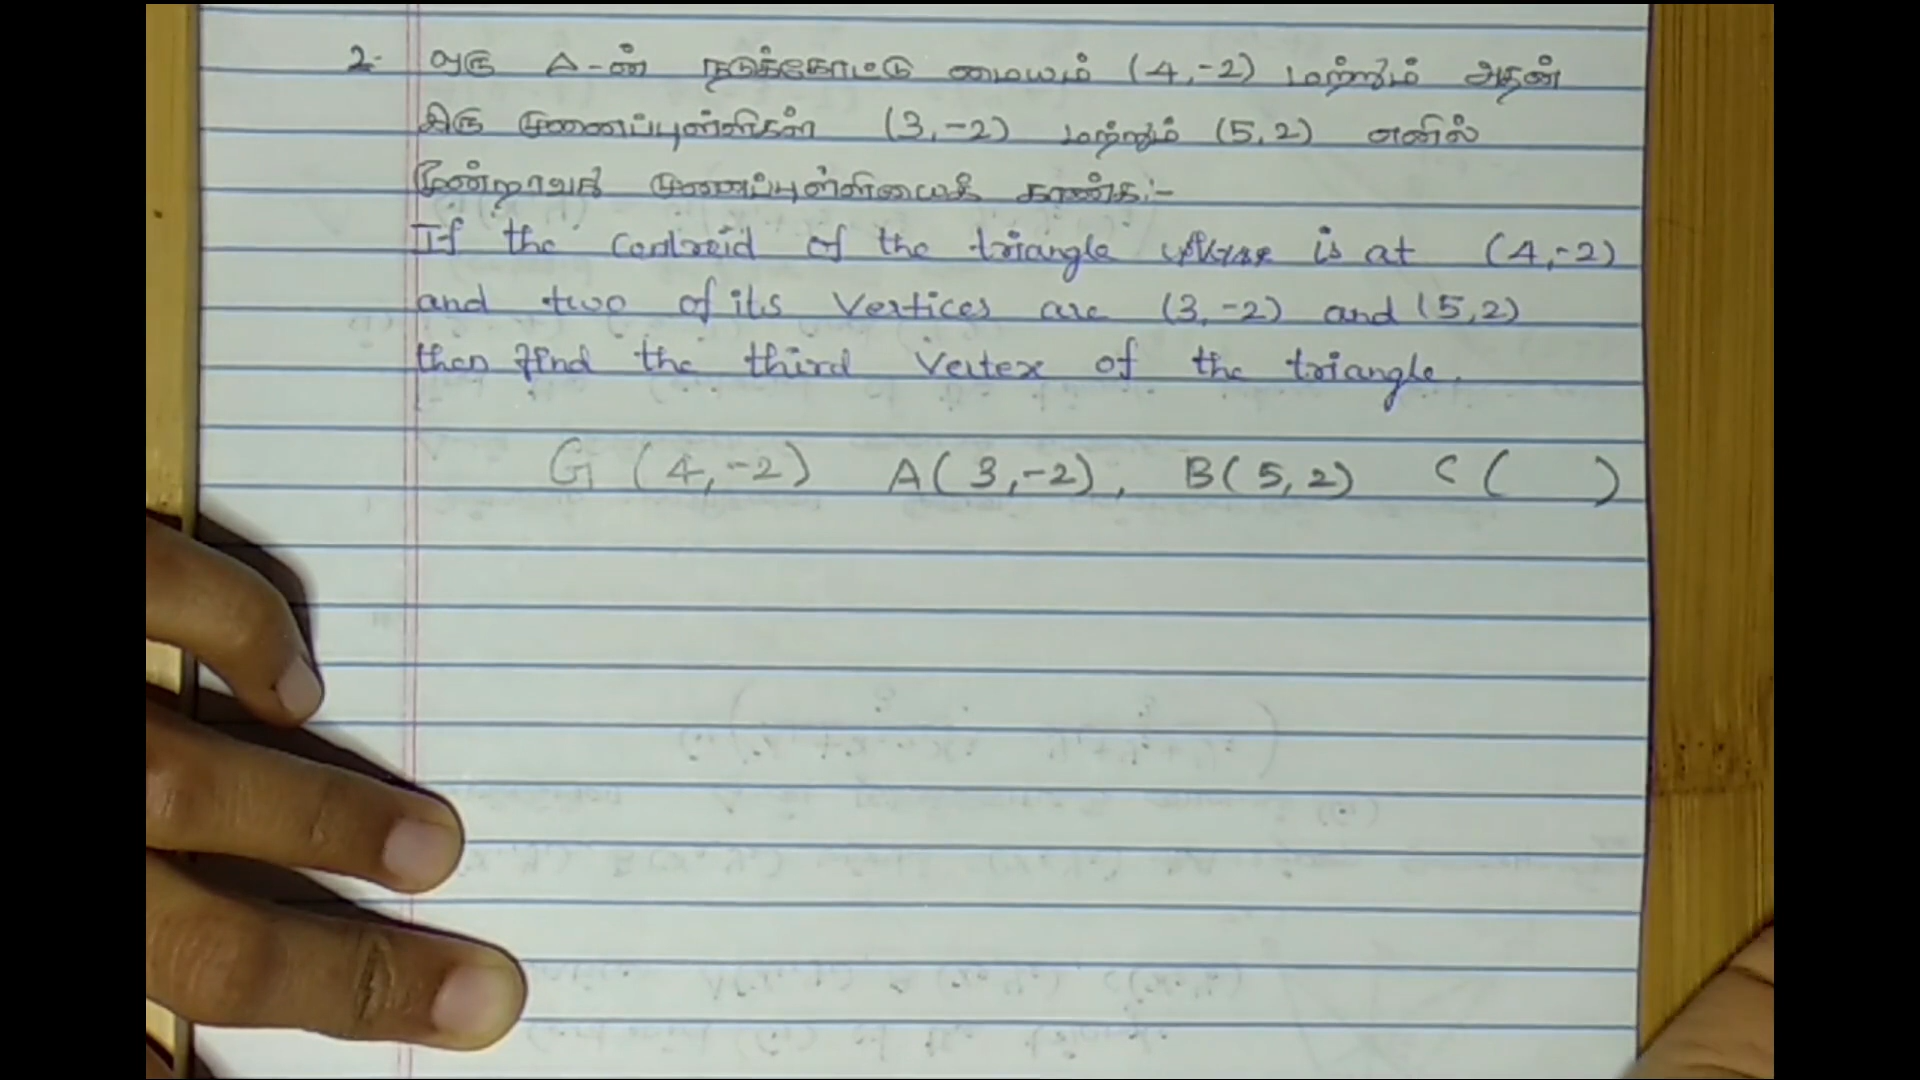 2. ஒரு Δ-ன் நடுக்கோட்டு மையம் (4,-2) மற்றும் அதன்
இரு முனைப்புள்ளிகள் (3,-2) மற்றும் (5,2) எனில்
மூன்றாவது முனைப்புள்ளியைக் காண்க:-
If the Centroid of the triangle is at (4,-2)
and two of its Vertices are (3,-2) and (5,2)
then find the third Vertex of the triangle.
G (4,-2) A(3,-2), B(5,2) C( )